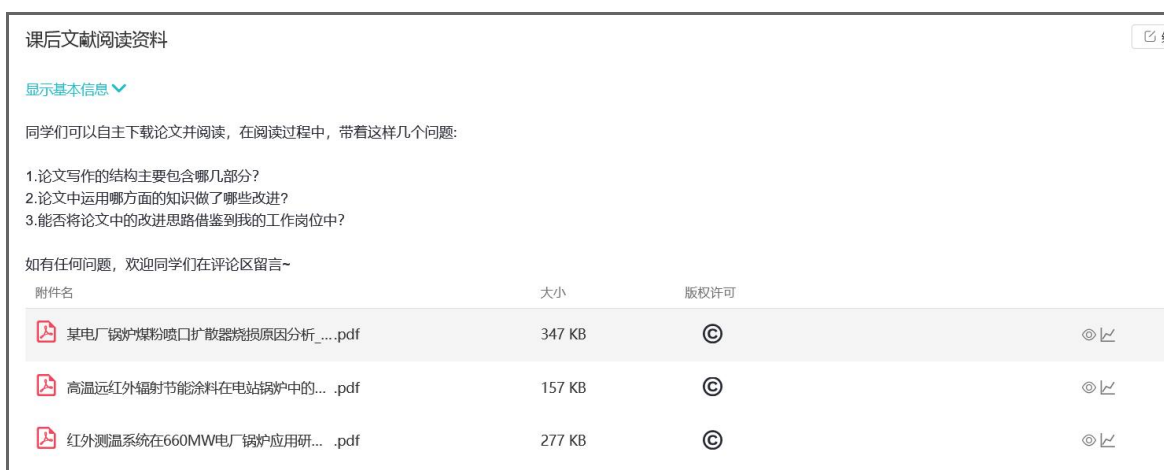 课后文献阅读资料
显示基本信息
同学们可以自主下载论文并阅读，在阅读过程中，带着这样几个问题:
1.论文写作的结构主要包含哪几部分?
2.论文中运用哪方面的知识做了哪些改进?
3.能否将论文中的改进思路借鉴到我的工作岗位中?
如有任何问题，欢迎同学们在评论区留言~
附件名 大小 版权许可
某电厂锅炉煤粉喷口扩散器烧损原因分析_... .pdf 347 KB ©
高温远红外辐射节能涂料在电站锅炉中的... .pdf 157 KB ©
红外测温系统在660MW电厂锅炉应用研... .pdf 277 KB ©